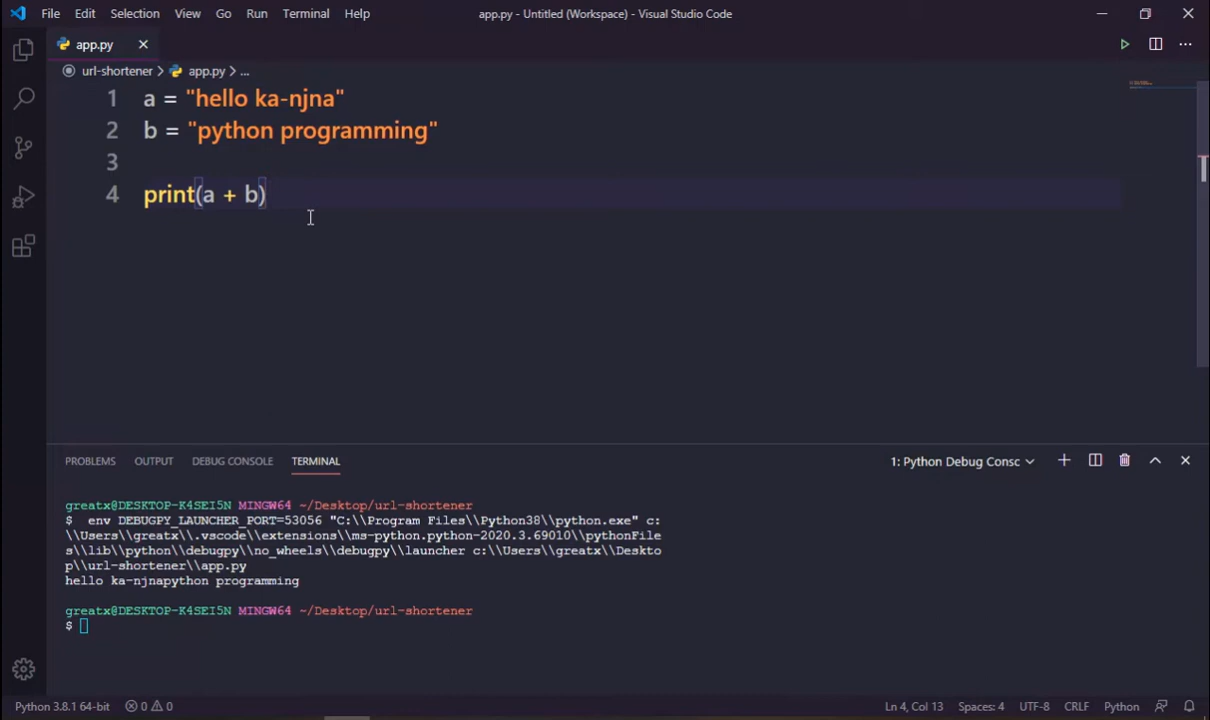 File Edit Selection View Go Run Terminal Help app.py - Untitled (Workspace) - Visual Studio Code
app.py
url-shortener > app.py > ...
1 a = "hello ka-njna"
2 b = "python programming"
3
4 print(a + b)
PROBLEMS OUTPUT DEBUG CONSOLE TERMINAL 1: Python Debug Consc
greatx@DESKTOP-K4SEI5N MINGW64 ~/Desktop/url-shortener
$ env DEBUGPY_LAUNCHER_PORT=53056 "C:\\Program Files\\Python38\\python.exe" c:
\\Users\\greatx\\.vscode\\extensions\\ms-python.python-2020.3.69010\\pythonFile
s\\lib\\python\\debugpy\\no_wheels\\debugpy\\launcher c:\\Users\\greatx\\Deskto
p\\url-shortener\\app.py
hello ka-njnapython programming
greatx@DESKTOP-K4SEI5N MINGW64 ~/Desktop/url-shortener
$
Python 3.8.1 64-bit 0 0 Ln 4, Col 13 Spaces: 4 UTF-8 CRLF Python